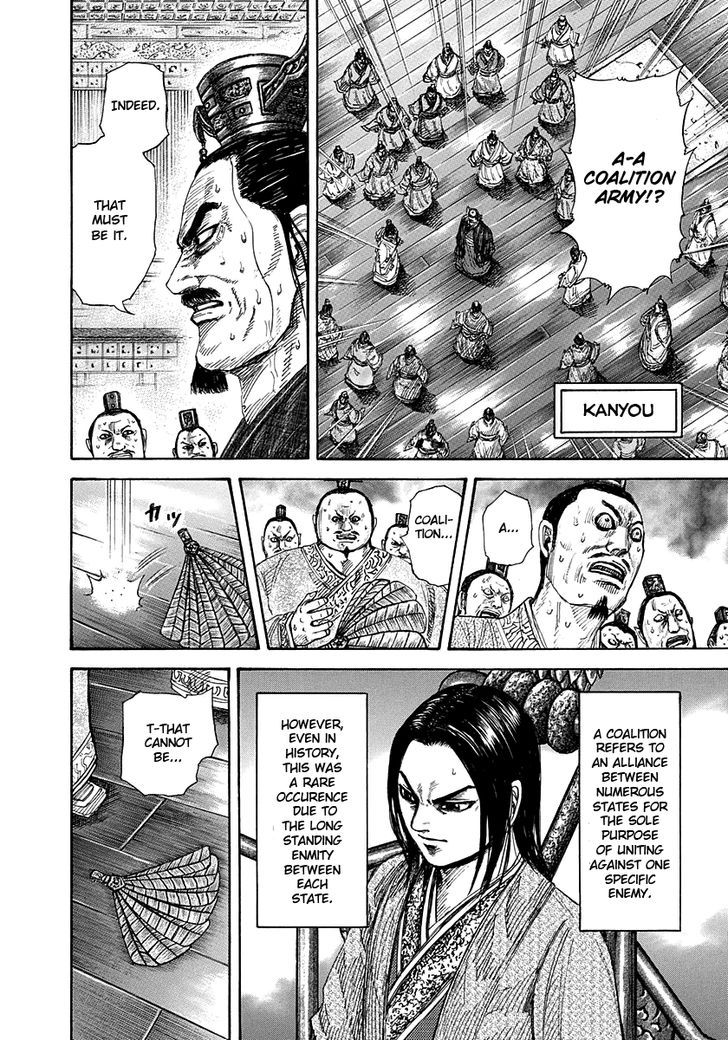 A-A
COALITION
ARMY!?
KANYOU
INDEED.
THAT
MUST
BE IT.
A...
COALI-
TION...
ガッ
A COALITION
REFERS TO
AN ALLIANCE
BETWEEN
NUMEROUS
STATES FOR
THE SOLE
PURPOSE
OF UNITING
AGAINST ONE
SPECIFIC
ENEMY.
HOWEVER,
EVEN IN
HISTORY,
THIS WAS
A RARE
OCCURENCE
DUE TO
THE LONG
STANDING
ENMITY
BETWEEN
EACH
STATE.
T-THAT
CANNOT
BE...